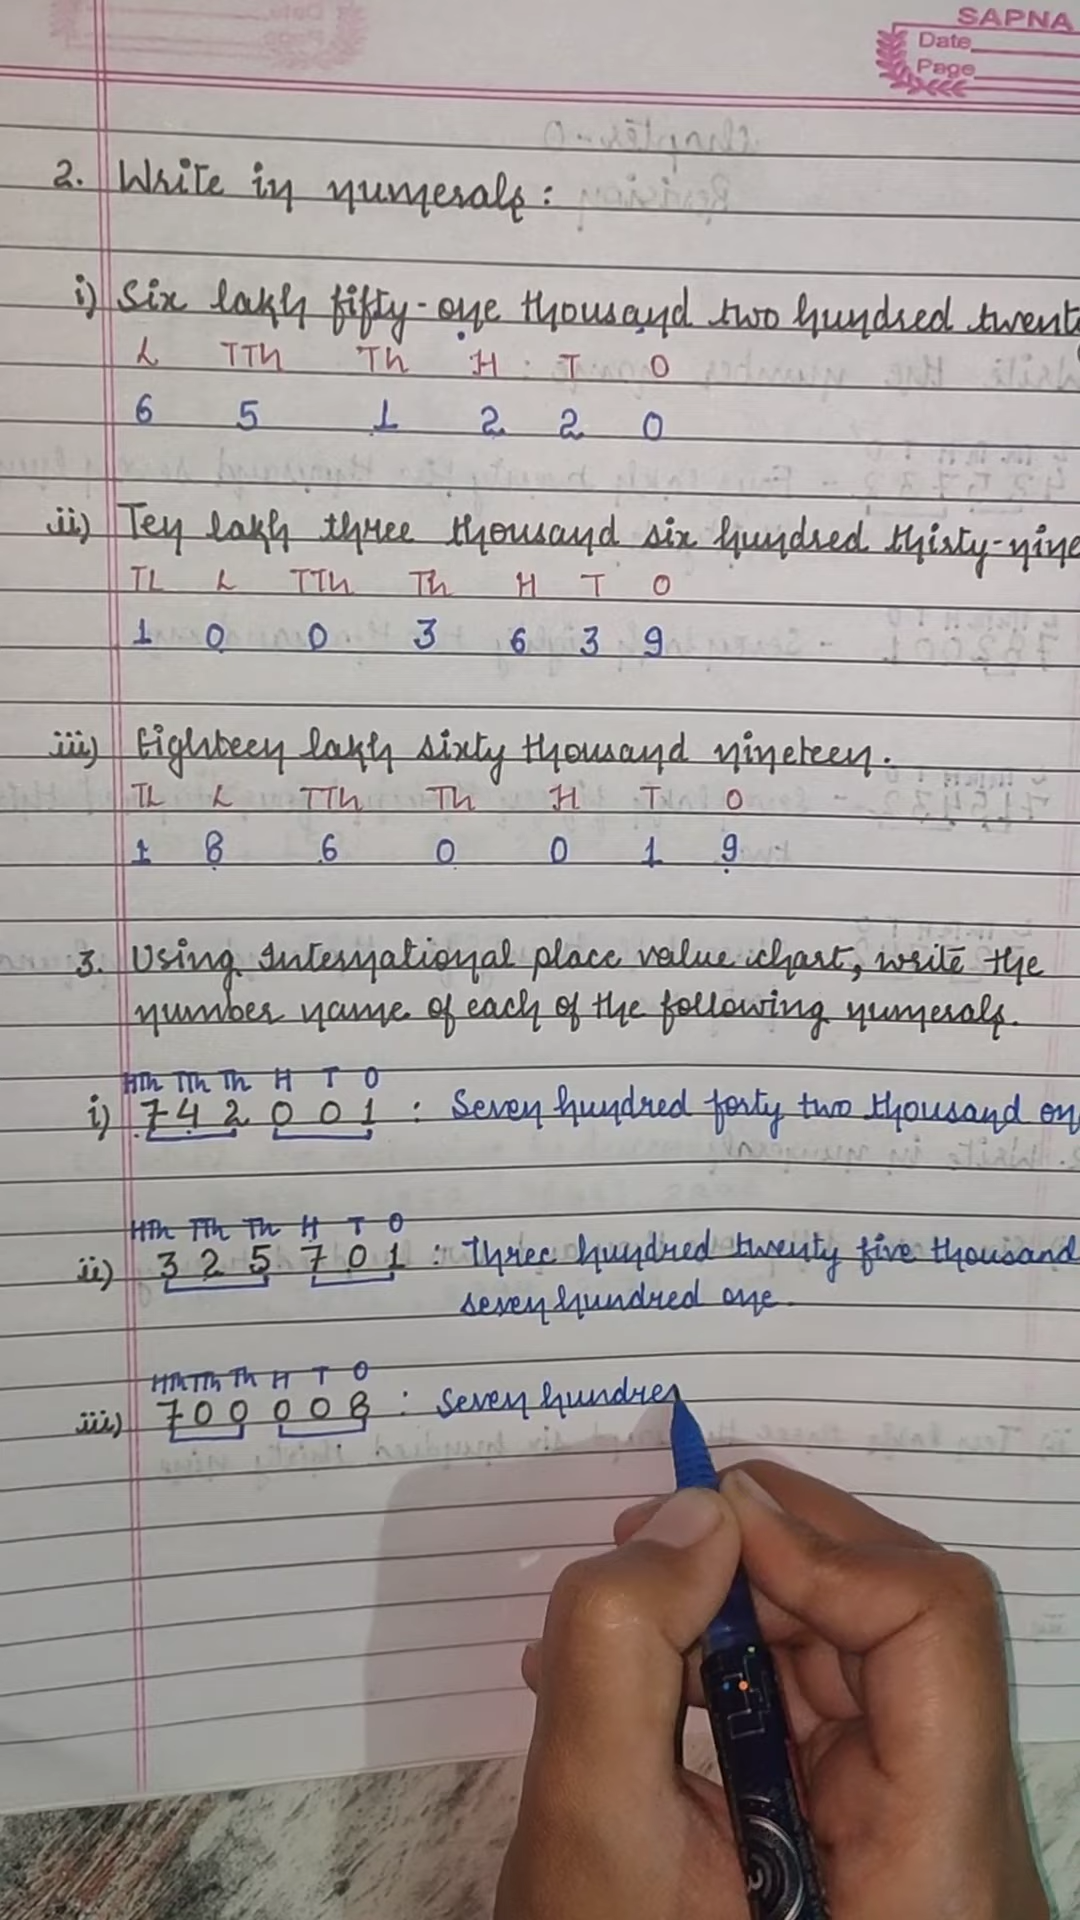 SAPNA
Date
Page
2. Write in numerals:
i) Six lakh fifty-one thousand two hundred twenty
L TTh Th H T O
6 5 1 2 2 0
ii) Ten lakh three thousand six hundred thirty-nine
TL L TTh Th H T O
1 0 0 3 6 3 9
iii) Eighteen lakh sixty thousand nineteen.
TL L TTh Th H T O
1 8 6 0 0 1 9
3. Using International place value chart, write the
number name of each of the following numerals.
HTh TTh Th H T O
i) 742 001 : Seven hundred forty two thousand on
HTh TTh Th H T O
ii) 325 701 : Three hundred twenty five thousand
seven hundred one.
HTh TTh Th H T O
iii) 700 008 : Seven hundre